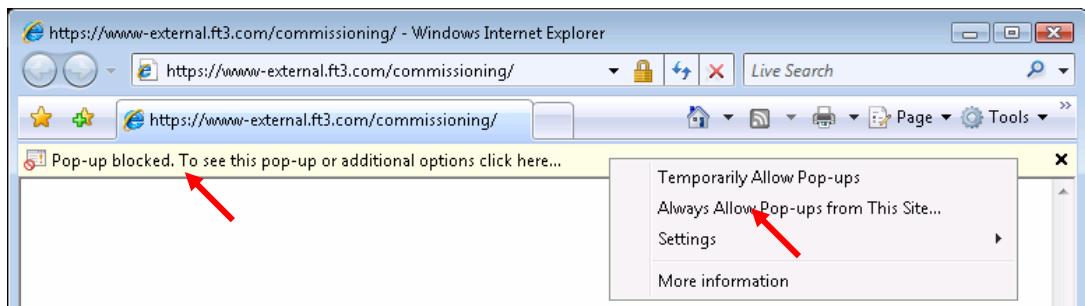 https://www-external.ft3.com/commissioning/ - Windows Internet Explorer
https://www-external.ft3.com/commissioning/
Live Search
https://www-external.ft3.com/commissioning/
Page
Tools
Pop-up blocked. To see this pop-up or additional options click here...
Temporarily Allow Pop-ups
Always Allow Pop-ups from This Site...
Settings
More information